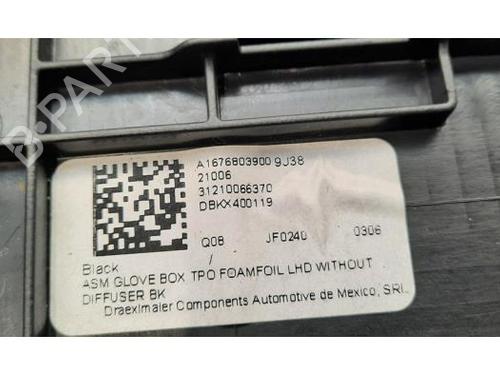 A1676803900 9J38
21006
31210066370
DBKX400119
Q08 JF0240 0306
/
Black
ASM GLOVE BOX TPO FOAMFOIL LHD WITHOUT
DIFFUSER BK
Draexlmaier Components Automotive de Mexico, SRL.